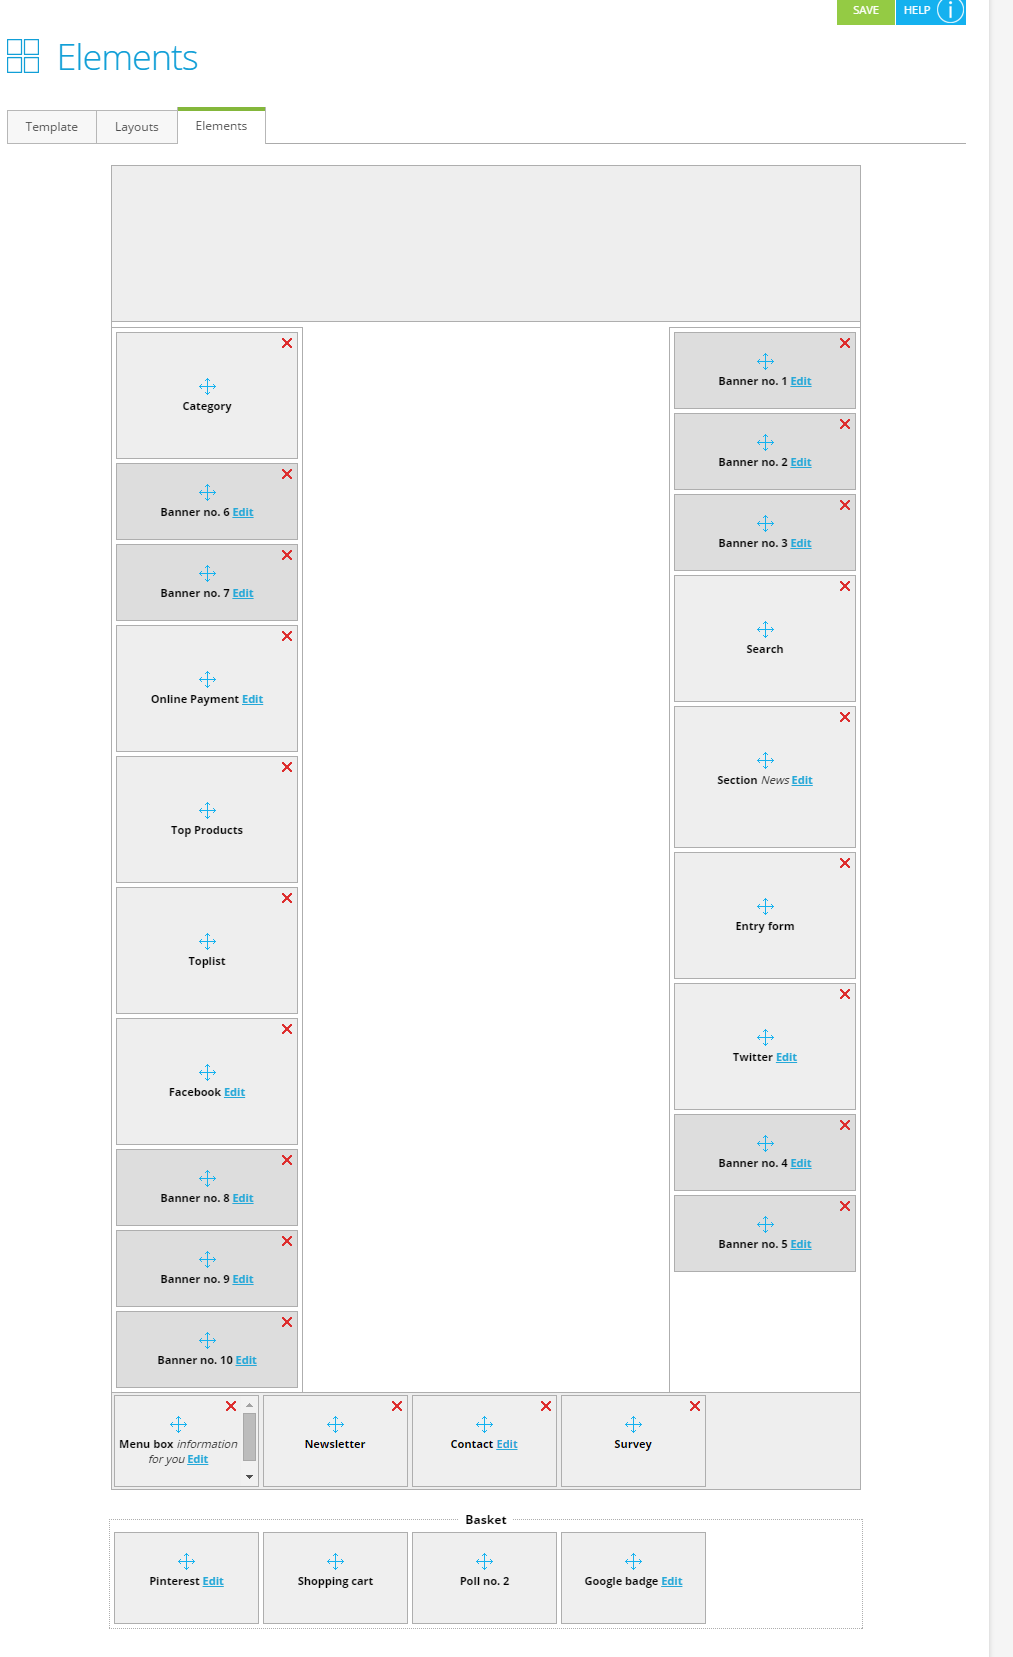 SAVE
HELP
Elements
Template
Layouts
Elements
Category
Banner no. 6 Edit
Banner no. 7 Edit
Online Payment Edit
Top Products
Toplist
Facebook Edit
Banner no. 8 Edit
Banner no. 9 Edit
Banner no. 10 Edit
Banner no. 1 Edit
Banner no. 2 Edit
Banner no. 3 Edit
Search
Section News Edit
Entry form
Twitter Edit
Banner no. 4 Edit
Banner no. 5 Edit
Menu box information
for you Edit
Newsletter
Contact Edit
Survey
Basket
Pinterest Edit
Shopping cart
Poll no. 2
Google badge Edit